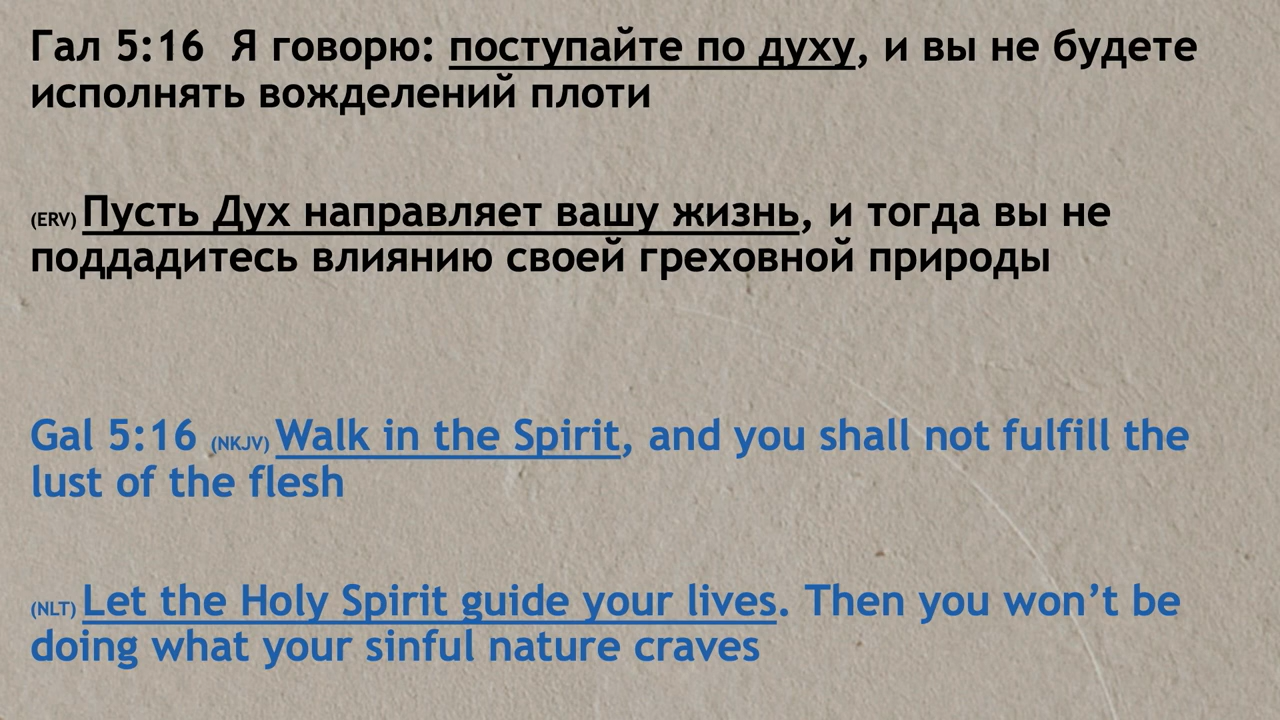 Гал 5:16 Я говорю: поступайте по духу, и вы не будете
исполнять вожделений плоти
(ERV) Пусть Дух направляет вашу жизнь, и тогда вы не
поддадитесь влиянию своей греховной природы
Gal 5:16 (NKJV) Walk in the Spirit, and you shall not fulfill the
lust of the flesh
(NLT) Let the Holy Spirit guide your lives. Then you won’t be
doing what your sinful nature craves